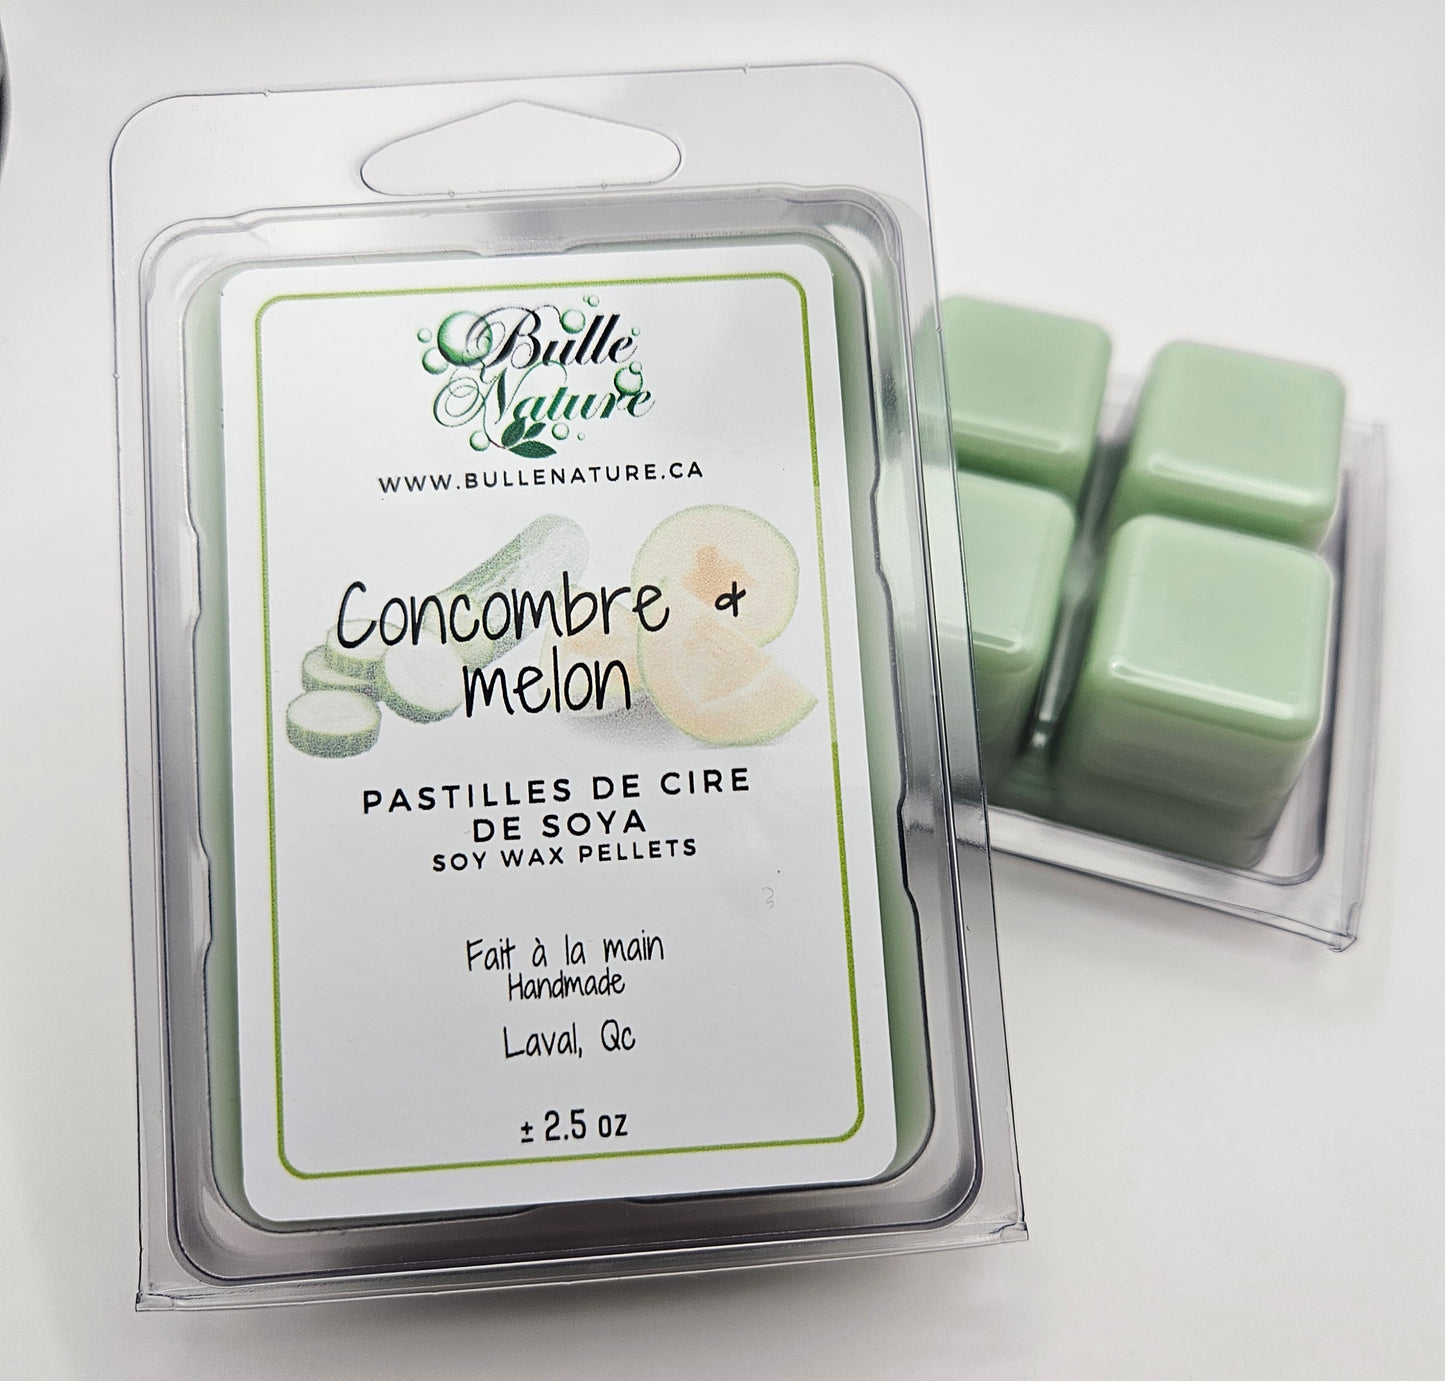 Bulle
Nature
WWW.BULLENATURE.CA
Concombre &
melon
PASTILLES DE CIRE
DE SOYA
SOY WAX PELLETS
Fait à la main
Handmade
Laval, Qc
± 2.5 oz